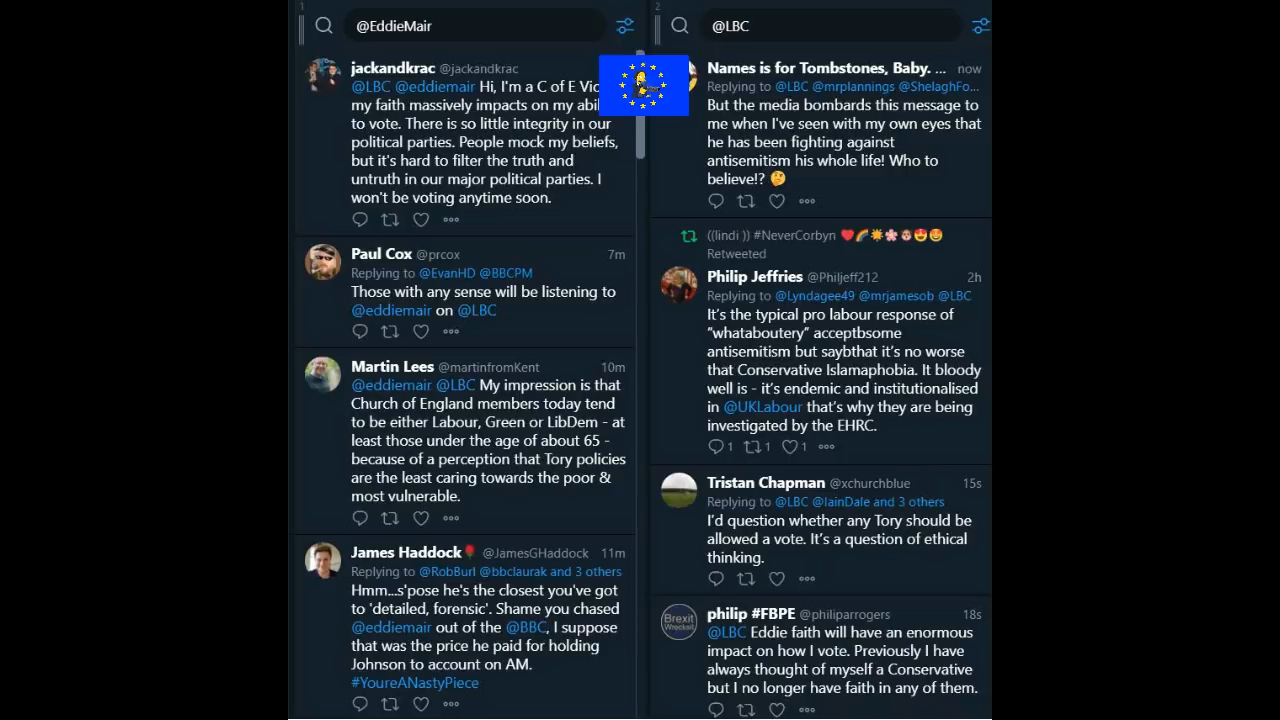 1
@EddieMair
jackandkrac @jackandkrac
@LBC @eddiemair Hi, I'm a C of E Vic
my faith massively impacts on my abi
to vote. There is so little integrity in our
political parties. People mock my beliefs,
but it's hard to filter the truth and
untruth in our major political parties. I
won't be voting anytime soon.
Paul Cox @prcox 7m
Replying to @EvanHD @BBCPM
Those with any sense will be listening to
@eddiemair on @LBC
Martin Lees @martinfromKent 10m
@eddiemair @LBC My impression is that
Church of England members today tend
to be either Labour, Green or LibDem - at
least those under the age of about 65 -
because of a perception that Tory policies
are the least caring towards the poor &
most vulnerable.
James Haddock🌹 @JamesGHaddock 11m
Replying to @RobBurl @bbclaurak and 3 others
Hmm...s'pose he's the closest you've got
to 'detailed, forensic'. Shame you chased
@eddiemair out of the @BBC, I suppose
that was the price he paid for holding
Johnson to account on AM.
#YoureANastyPiece
2
@LBC
Names is for Tombstones, Baby. ... now
Replying to @LBC @mrplannings @ShelaghFo...
But the media bombards this message to
me when I've seen with my own eyes that
he has been fighting against
antisemitism his whole life! Who to
believe!? 🤔
((lindi )) #NeverCorbyn
Retweeted
Philip Jeffries @Philjeff212 2h
Replying to @Lyndagee49 @mrjamesob @LBC
It's the typical pro labour response of
“whataboutery” acceptbsome
antisemitism but saybthat it's no worse
that Conservative Islamaphobia. It bloody
well is - it's endemic and institutionalised
in @UKLabour that's why they are being
investigated by the EHRC.
1 1 1
Tristan Chapman @xchurchblue 15s
Replying to @LBC @IainDale and 3 others
I'd question whether any Tory should be
allowed a vote. It's a question of ethical
thinking.
Brexit
Wrecksit
philip #FBPE @philiparrogers 18s
@LBC Eddie faith will have an enormous
impact on how I vote. Previously I have
always thought of myself a Conservative
but I no longer have faith in any of them.